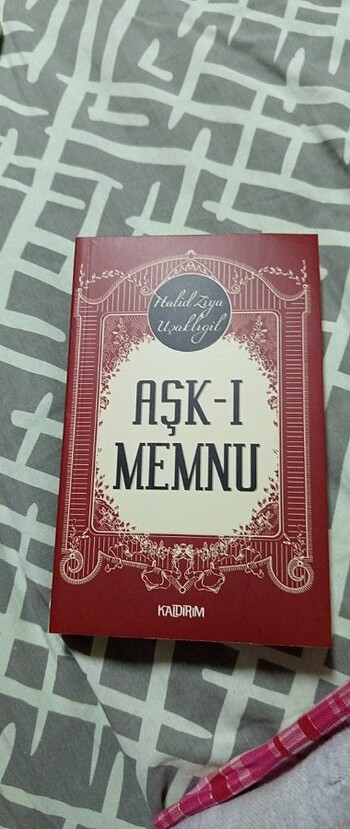 Halid Ziya
Uşaklıgil
AŞK-I
MEMNU
KALDIRIM